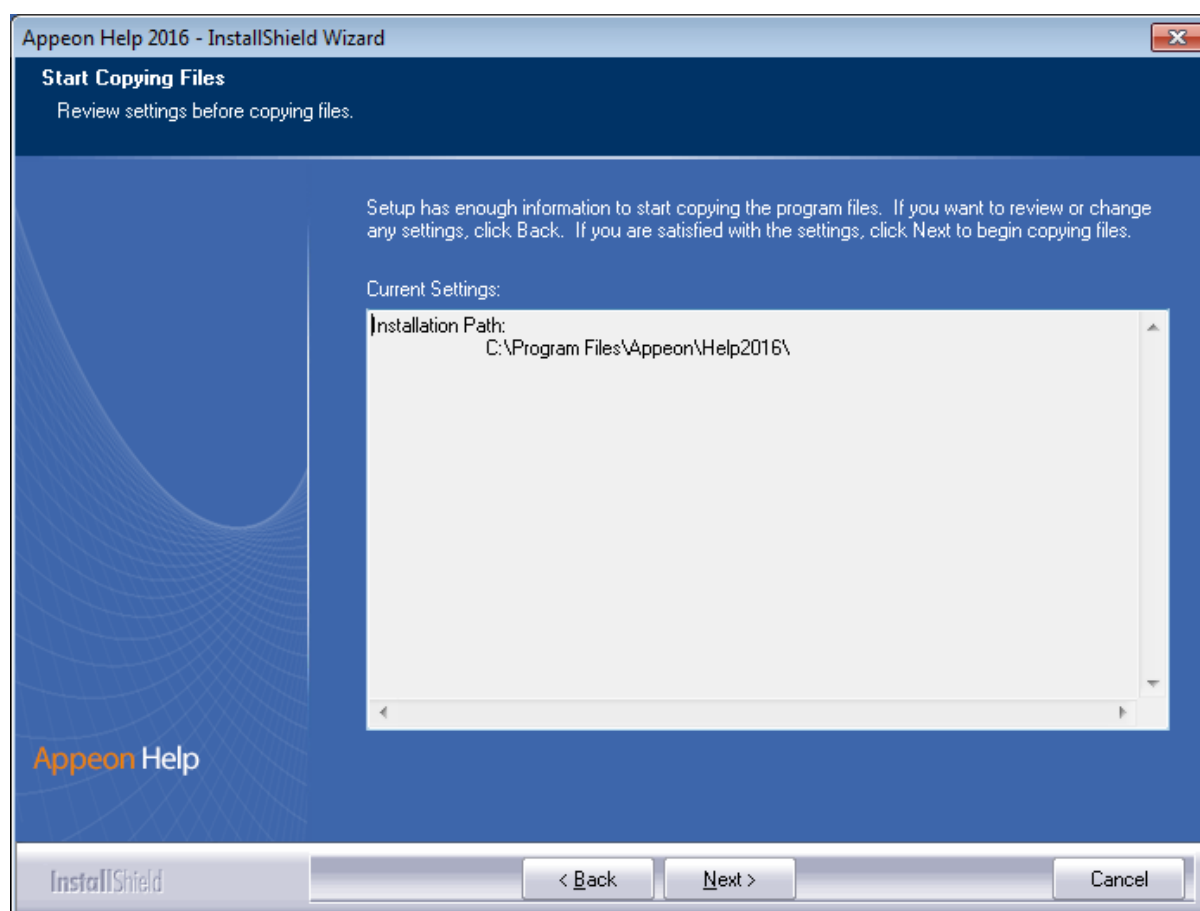 Appeon Help 2016 - InstallShield Wizard
Start Copying Files
Review settings before copying files.
Setup has enough information to start copying the program files.  If you want to review or change
any settings, click Back.  If you are satisfied with the settings, click Next to begin copying files.
Current Settings:
Installation Path:
C:\Program Files\Appeon\Help2016\
Appeon Help
InstallShield
< Back
Next >
Cancel